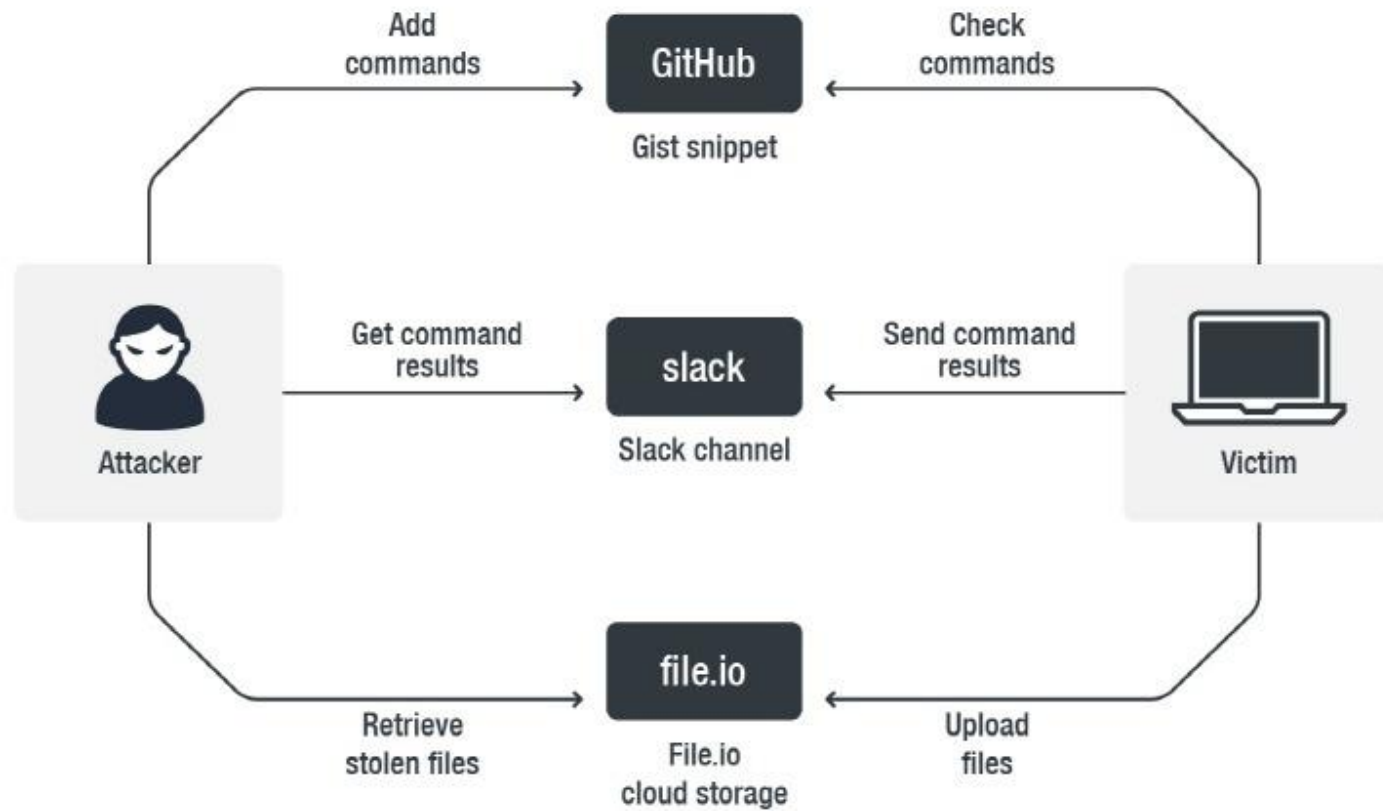 Add
commands
GitHub
Check
commands
Gist snippet
Get command
results
slack
Send command
results
Attacker
Slack channel
Victim
Retrieve
stolen files
file.io
Upload
files
File.io
cloud storage